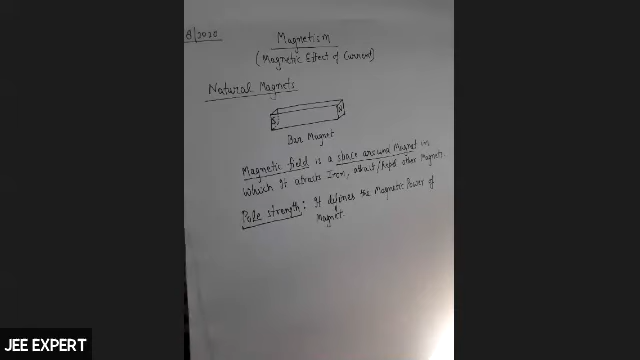 8/2020
Magnetism
(Magnetic Effect of Current)
Natural Magnets
S
N
Bar Magnet
Magnetic field is a space around Magnet in
which it attracts Iron, attract/Repel other Magnets
Pole strength: It defines the Magnetic Power of
Magnet.
JEE EXPERT